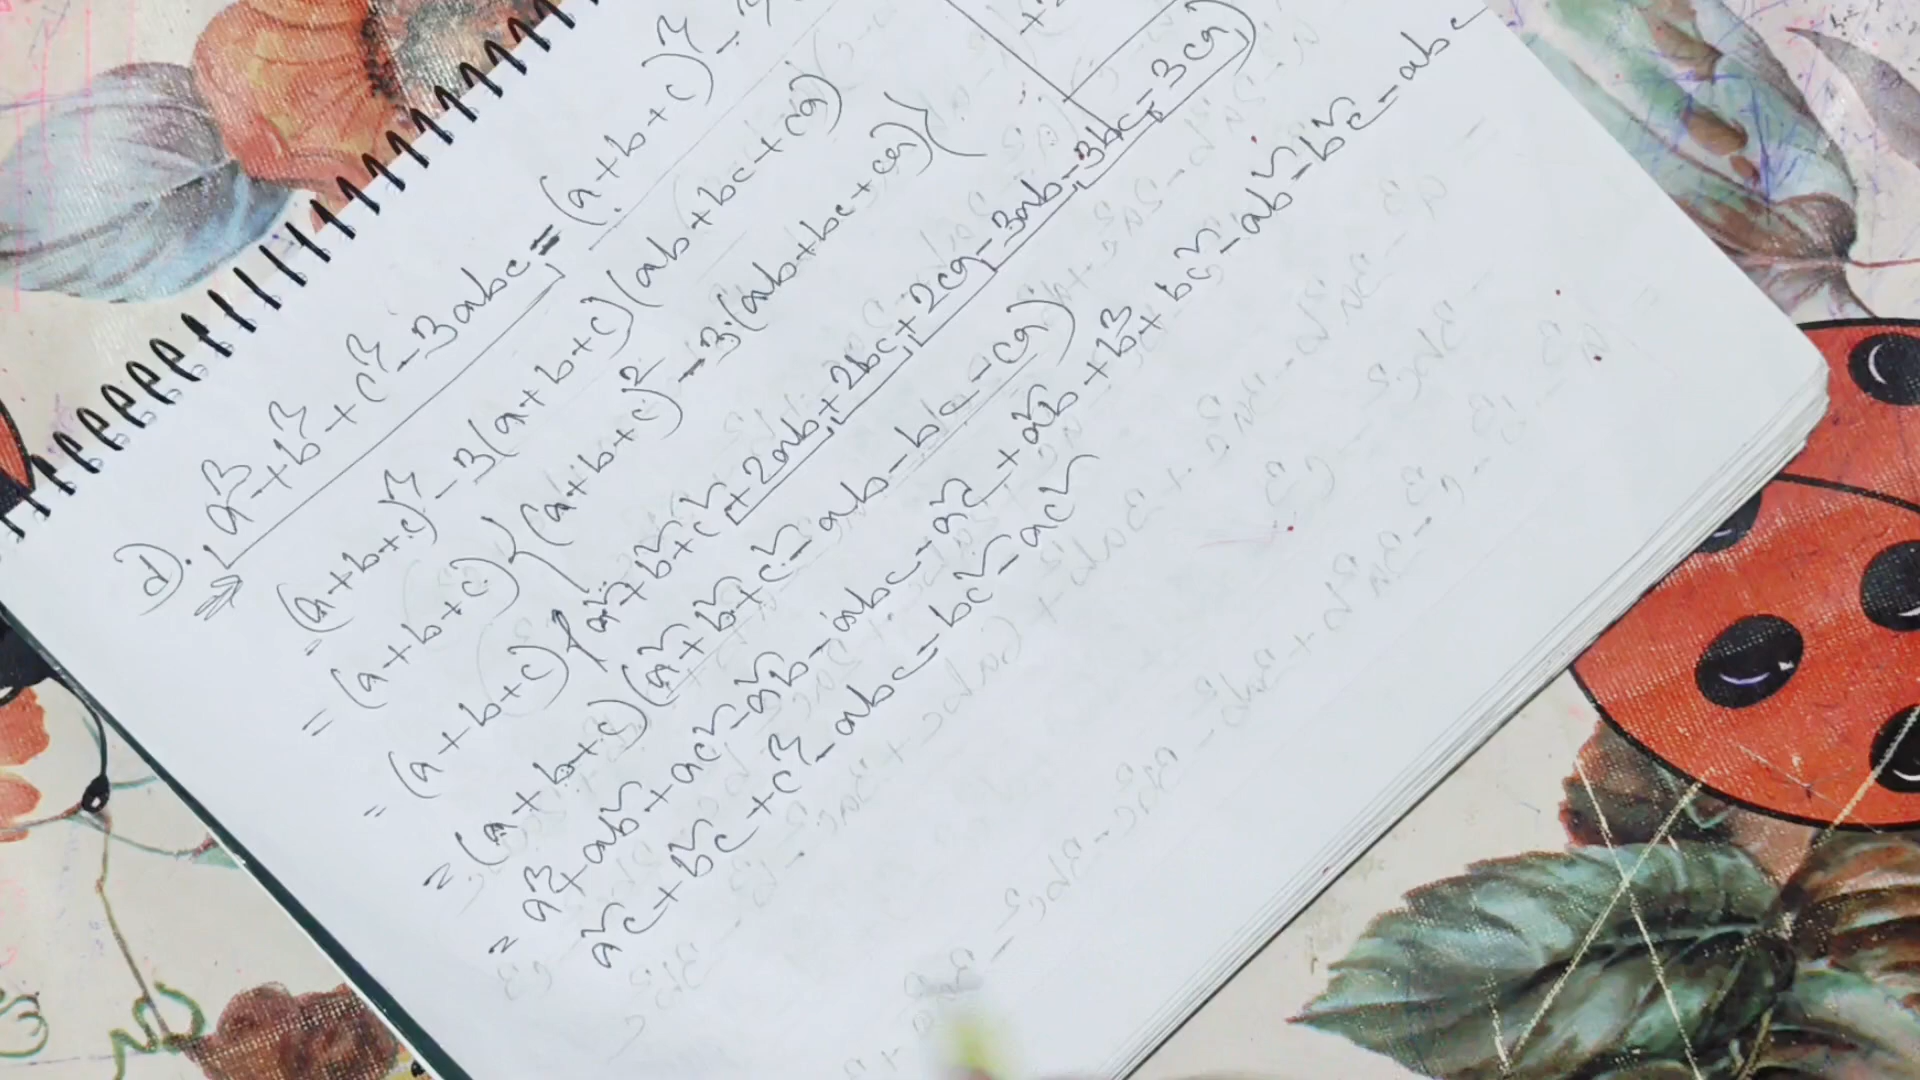 d). a³+b³+c³-3abc=(a+b+c)³-3
= (a+b+c)³-3(a+b+c)(ab+bc+ca)
= (a+b+c){(a+b+c)²-3(ab+bc+ca)}
= (a+b+c){a²+b²+c²+2ab+2bc+2ca-3ab-3bc-3ca}
= (a+b+c)(a²+b²+c²-ab-bc-ca)
= a³+ab²+ac²-a²b-abc-a²c+a²b+b³+bc²-ab²-b²c-abc
a²c+b²c+c³-abc-bc²-ac²